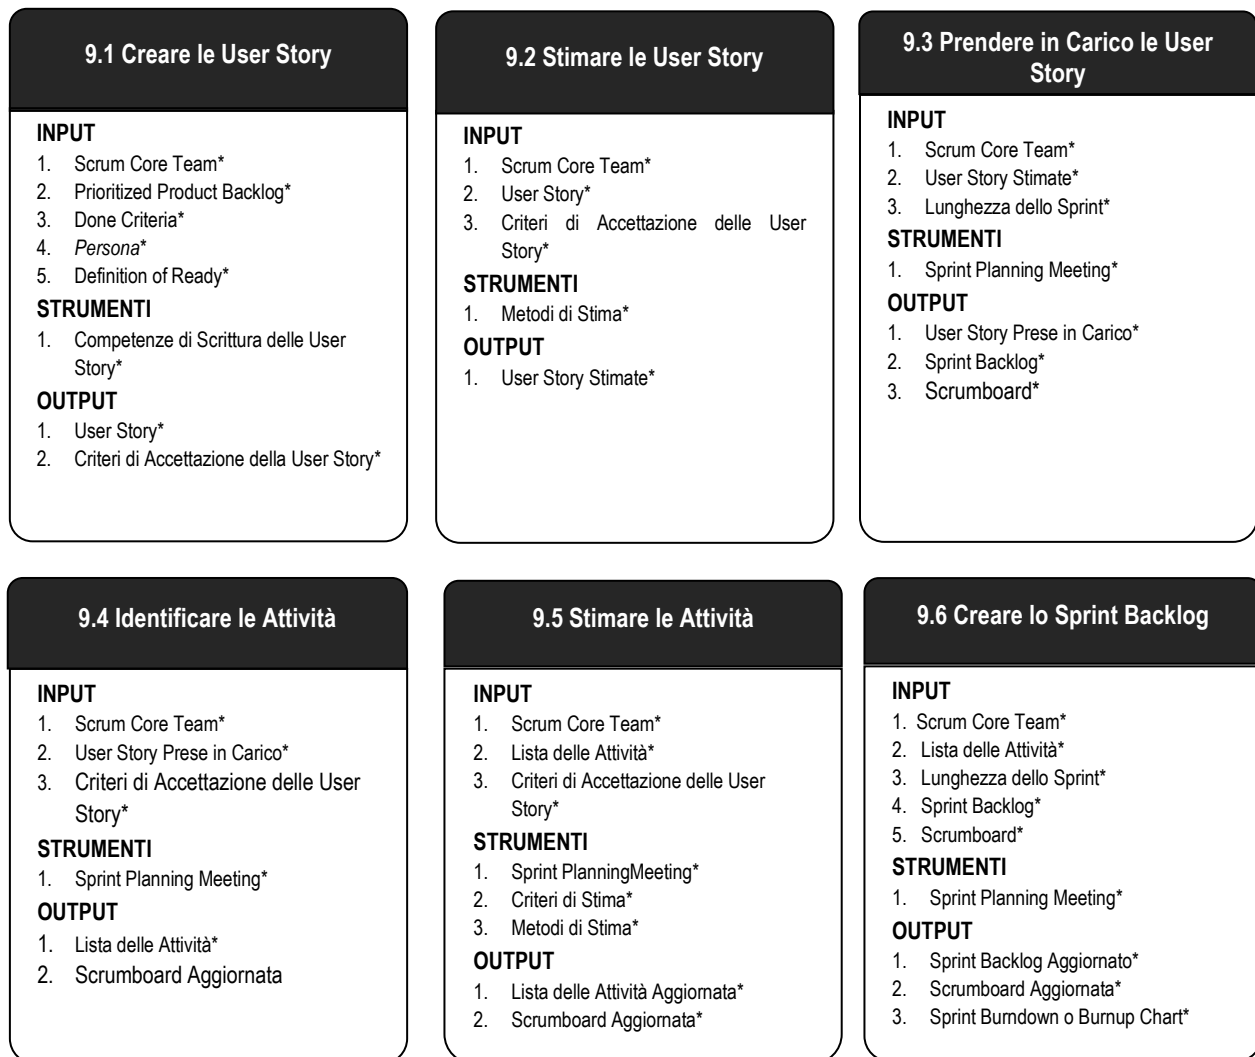 9.1 Creare le User Story
INPUT
1. Scrum Core Team*
2. Prioritized Product Backlog*
3. Done Criteria*
4. Persona*
5. Definition of Ready*
STRUMENTI
1. Competenze di Scrittura delle User
Story*
OUTPUT
1. User Story*
2. Criteri di Accettazione della User Story*
9.2 Stimare le User Story
INPUT
1. Scrum Core Team*
2. User Story*
3. Criteri di Accettazione delle User
Story*
STRUMENTI
1. Metodi di Stima*
OUTPUT
1. User Story Stimate*
9.3 Prendere in Carico le User
Story
INPUT
1. Scrum Core Team*
2. User Story Stimate*
3. Lunghezza dello Sprint*
STRUMENTI
1. Sprint Planning Meeting*
OUTPUT
1. User Story Prese in Carico*
2. Sprint Backlog*
3. Scrumboard*
9.4 Identificare le Attività
INPUT
1. Scrum Core Team*
2. User Story Prese in Carico*
3. Criteri di Accettazione delle User
Story*
STRUMENTI
1. Sprint Planning Meeting*
OUTPUT
1. Lista delle Attività*
2. Scrumboard Aggiornata
9.5 Stimare le Attività
INPUT
1. Scrum Core Team*
2. Lista delle Attività*
3. Criteri di Accettazione delle User
Story*
STRUMENTI
1. Sprint PlanningMeeting*
2. Criteri di Stima*
3. Metodi di Stima*
OUTPUT
1. Lista delle Attività Aggiornata*
2. Scrumboard Aggiornata*
9.6 Creare lo Sprint Backlog
INPUT
1. Scrum Core Team*
2. Lista delle Attività*
3. Lunghezza dello Sprint*
4. Sprint Backlog*
5. Scrumboard*
STRUMENTI
1. Sprint Planning Meeting*
OUTPUT
1. Sprint Backlog Aggiornato*
2. Scrumboard Aggiornata*
3. Sprint Burndown o Burnup Chart*